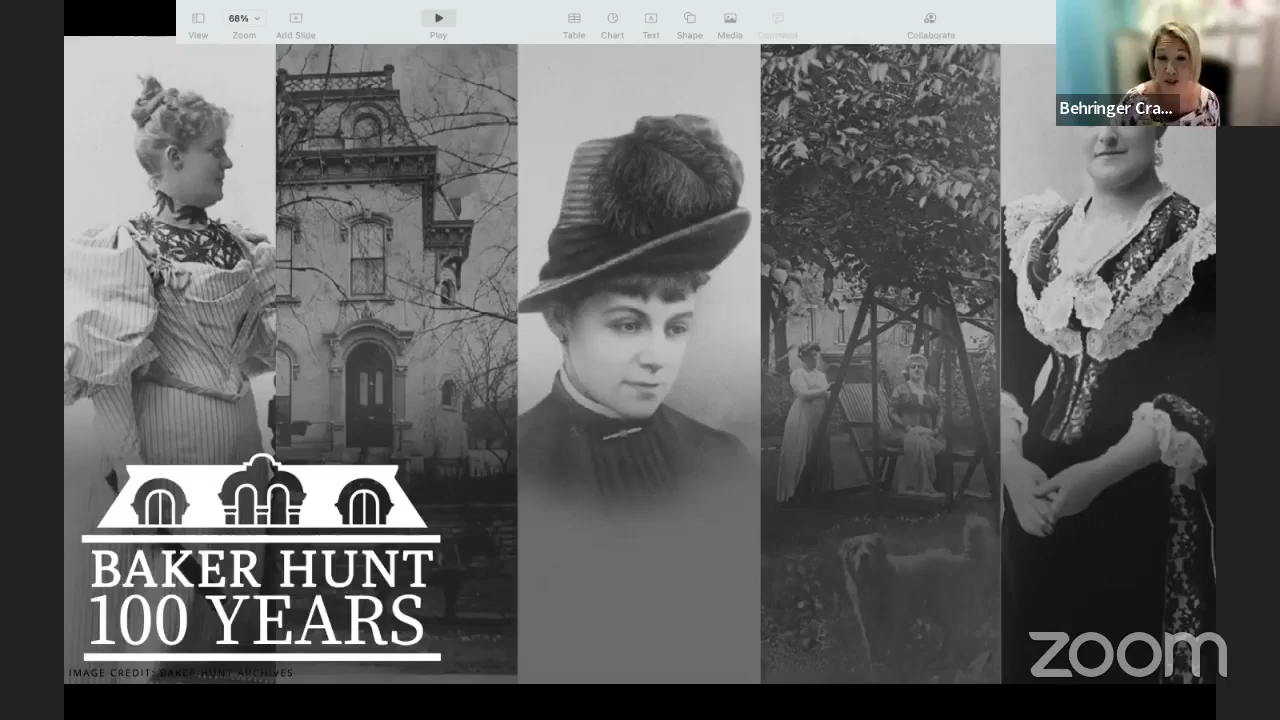 68%
View
Zoom
Add Slide
Play
Table
Chart
Text
Shape
Media
Comment
Collaborate
Behringer Cra...
BAKER HUNT
100 YEARS
IMAGE CREDIT: BAKER HUNT ARCHIVES
zoom